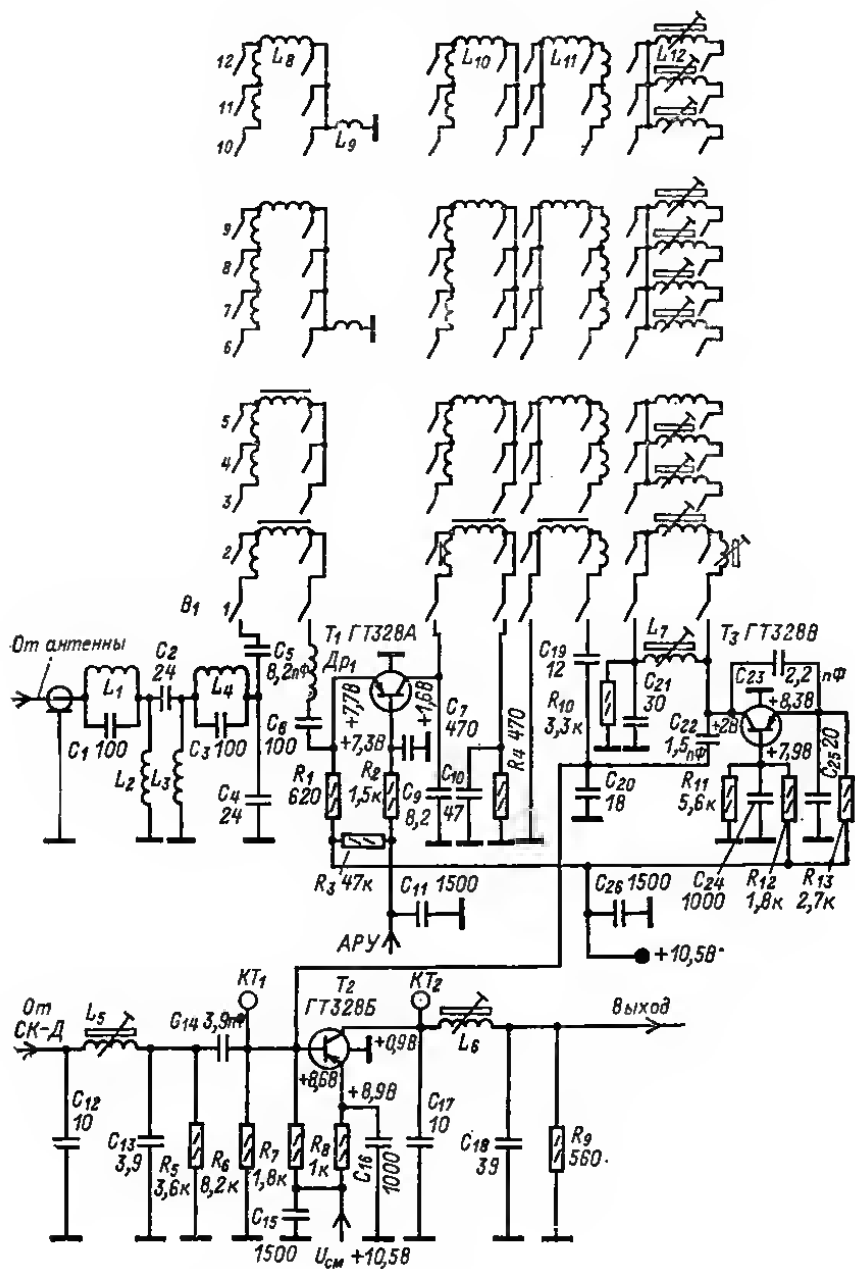 12
L8
L10
L11
L12
11
10
L9
9
8
7
6
5
4
3
2
В1
1
От антенны
C2
24
L1
L4
C5
8,2пФ
T1 ГТ328А
Др1
C19
12
L7
T3 ГТ328В
C1 100
L2
L3
C3 100
C4
24
C6
100
+7,7В
+7,3В
+1,6В
C7
470
R1
620
R2
1,5к
C9
8,2
C10
47
R4 470
R10
3,3к
C21
30
C22
1,5пФ
C20
18
C23
2,2 пФ
+8,3В
+2В
+7,9В
R11
5,6к
C25 20
R3 47к
C11 1500
C26 1500
C24
1000
R12
1,8к
R13
2,7к
АРУ
+10,5В
От
СК-Д
L5
C14 3,9п
КТ1
T2
ГТ328Б
КТ2
L6
Выход
+0,9В
+8,6В
+8,9В
C12
10
C13
3,9
R5
3,6к
R6
8,2к
R7
1,8к
R8
1к
C16
1000
C17
10
C18
39
R9
560
C15
1500
Uсм +10,5В